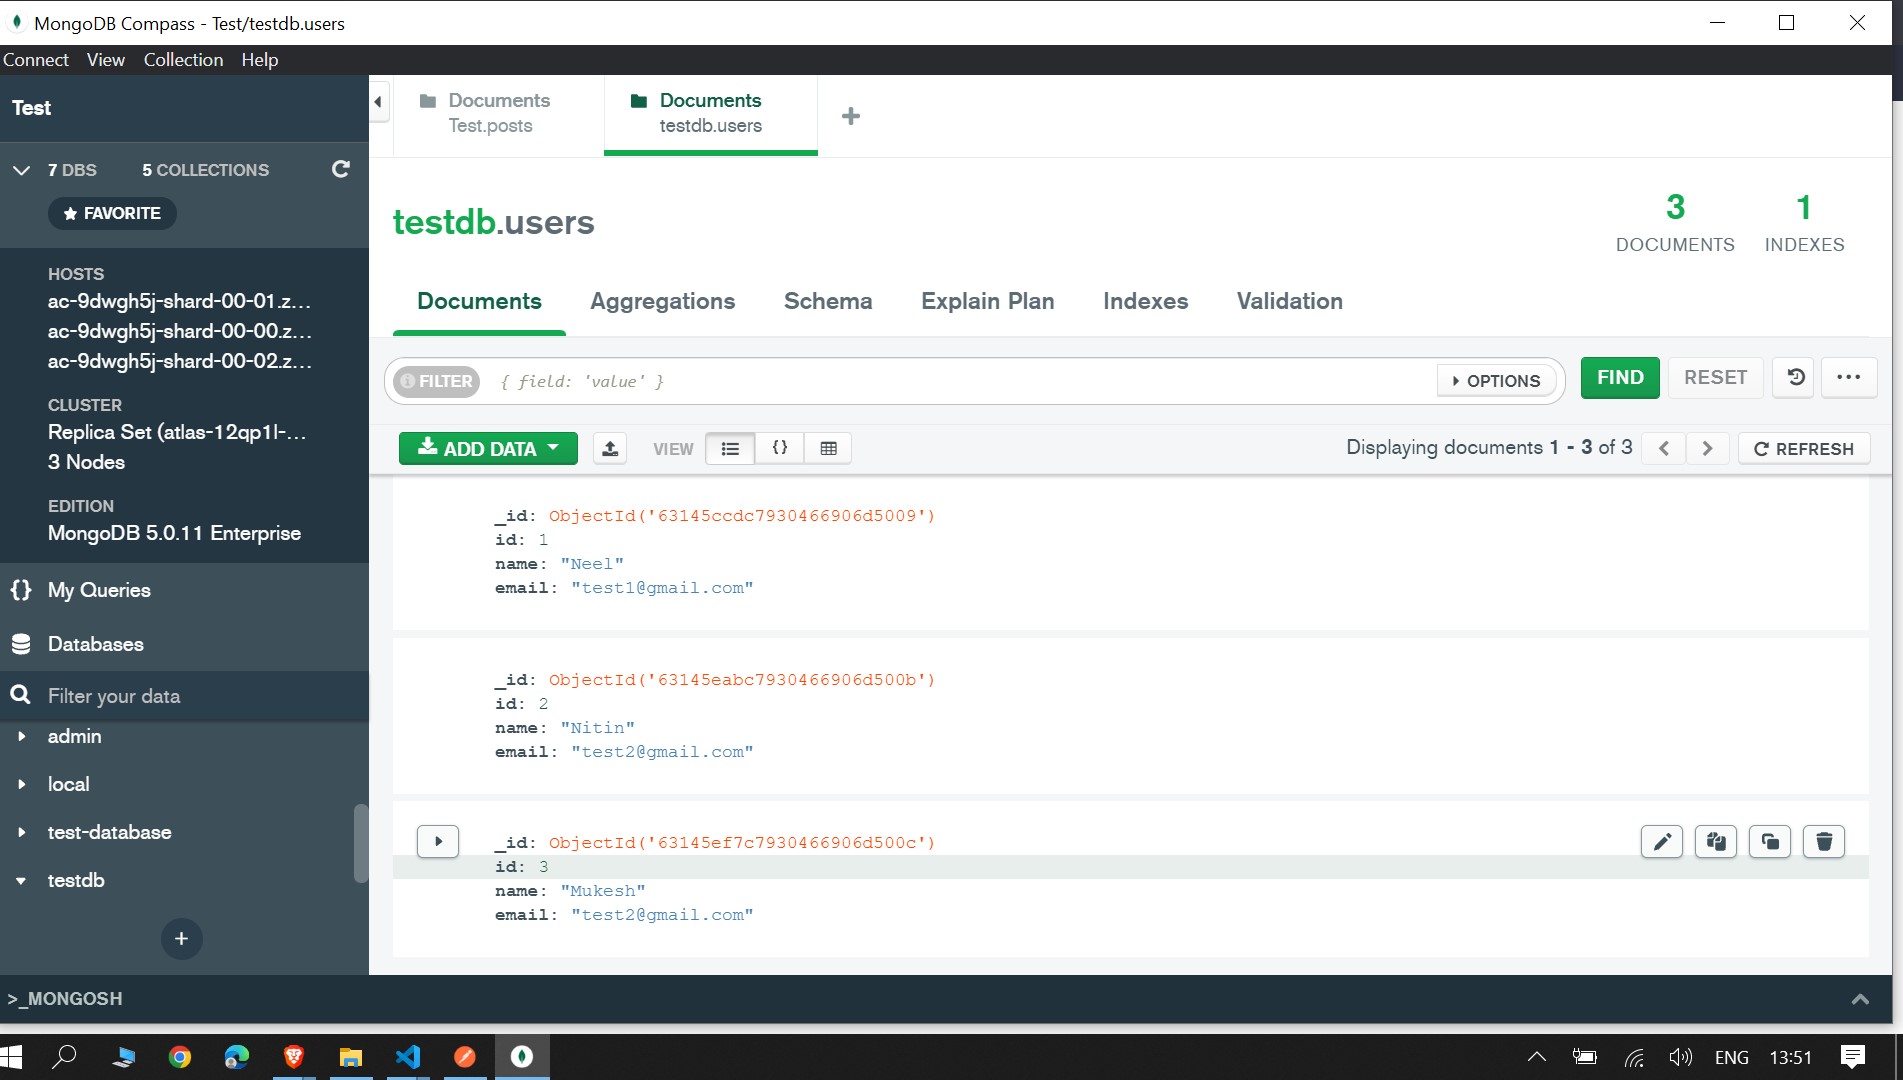 MongoDB Compass - Test/testdb.users
Connect View Collection Help
Test
7 DBS 5 COLLECTIONS
FAVORITE
HOSTS
ac-9dwgh5j-shard-00-01.z...
ac-9dwgh5j-shard-00-00.z...
ac-9dwgh5j-shard-00-02.z...
CLUSTER
Replica Set (atlas-12qp1l-...
3 Nodes
EDITION
MongoDB 5.0.11 Enterprise
{} My Queries
Databases
Filter your data
admin
local
test-database
testdb
+
Documents
Test.posts
Documents
testdb.users
+
testdb.users
3
DOCUMENTS
1
INDEXES
Documents Aggregations Schema Explain Plan Indexes Validation
FILTER { field: 'value' } OPTIONS FIND RESET ...
ADD DATA VIEW {} Displaying documents 1 - 3 of 3 < > REFRESH
_id: ObjectId('63145ccdc7930466906d5009')
id: 1
name: "Neel"
email: "test1@gmail.com"
_id: ObjectId('63145eabc7930466906d500b')
id: 2
name: "Nitin"
email: "test2@gmail.com"
_id: ObjectId('63145ef7c7930466906d500c')
id: 3
name: "Mukesh"
email: "test2@gmail.com"
>_MONGOSH
ENG 13:51